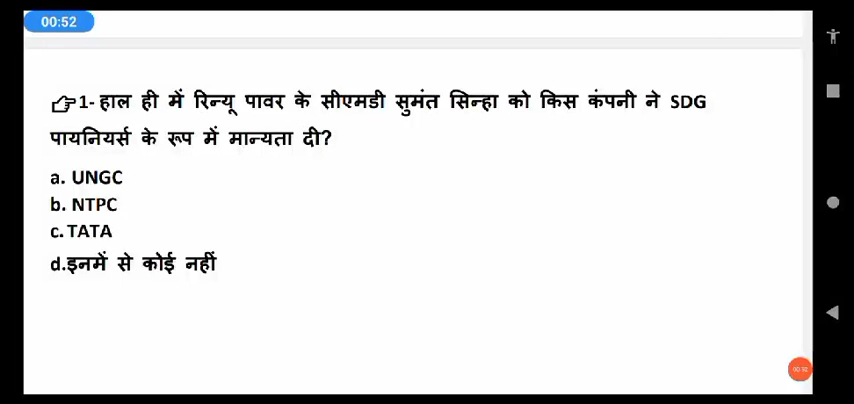 00:52
👉1- हाल ही में रिन्यू पावर के सीएमडी सुमंत सिन्हा को किस कंपनी ने SDG
पायनियर्स के रूप में मान्यता दी?
a. UNGC
b. NTPC
c. TATA
d.इनमें से कोई नहीं